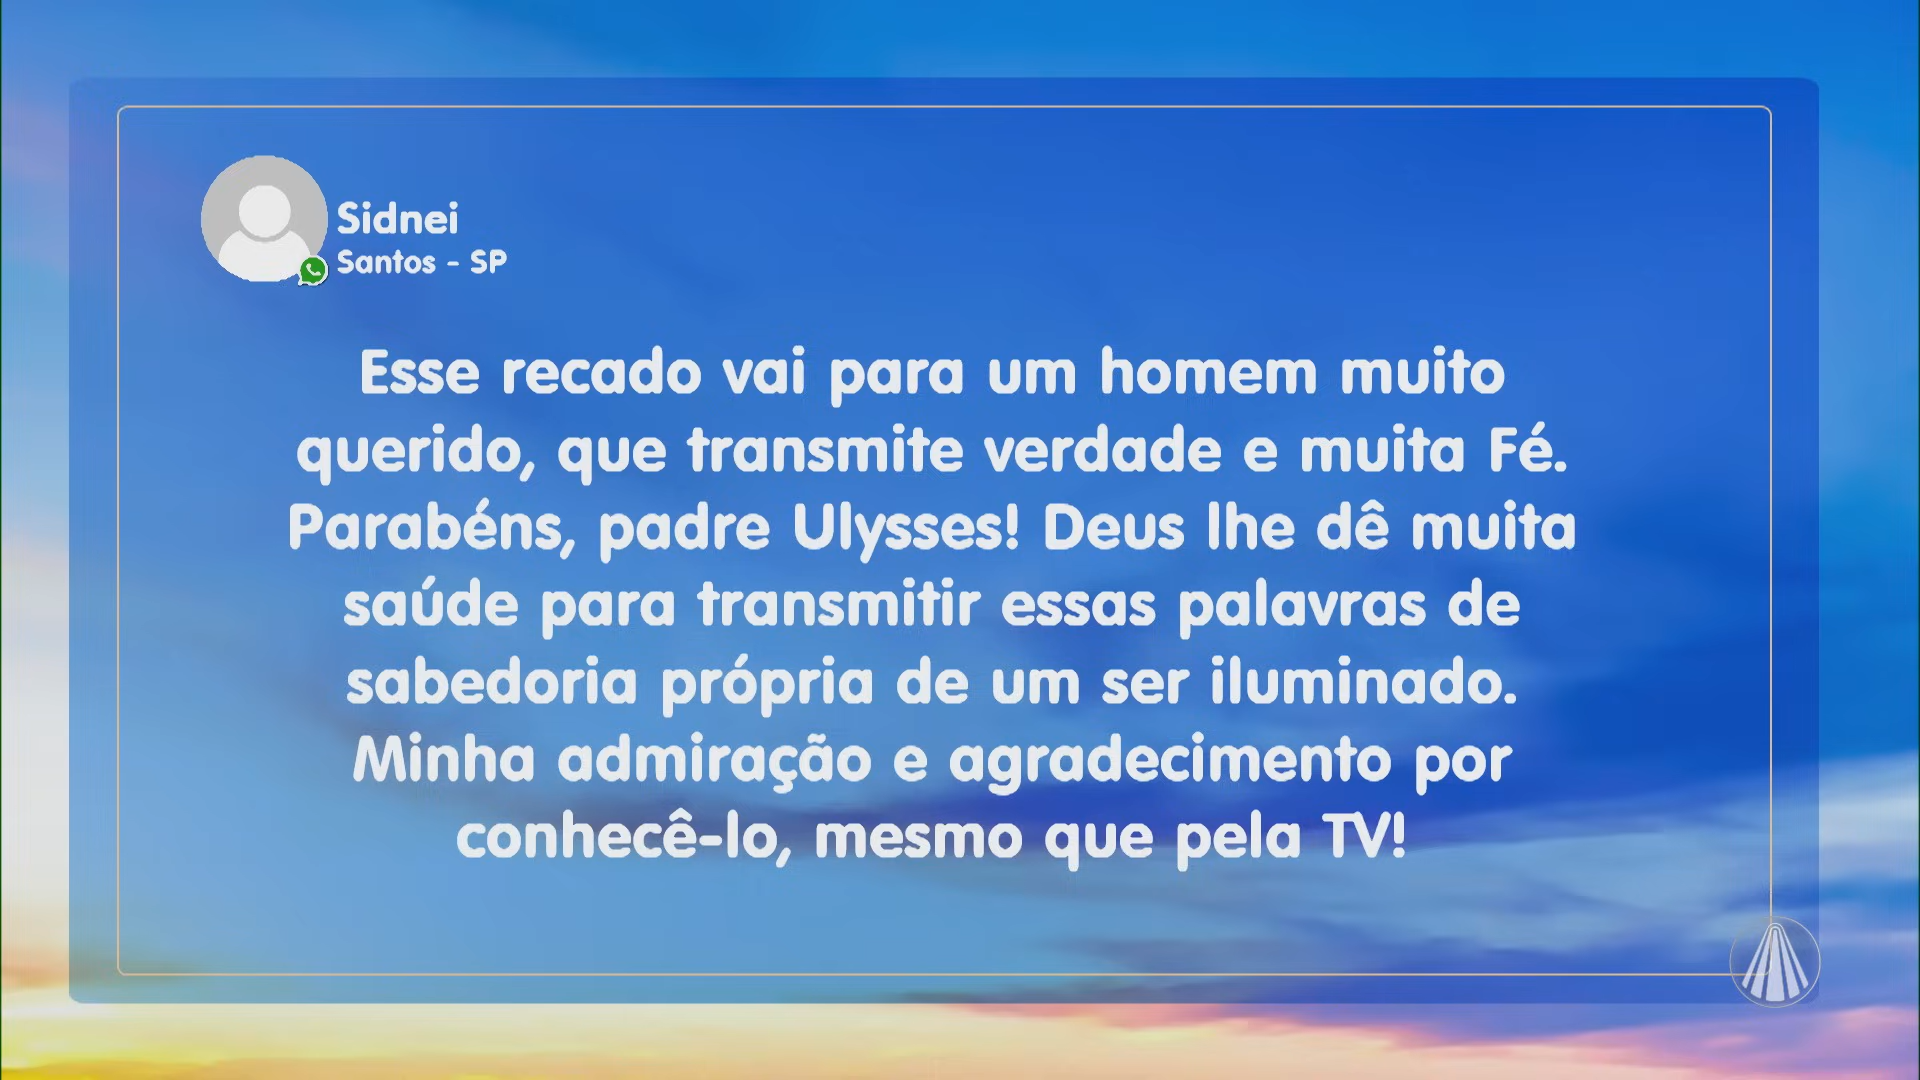 Sidnei
Santos - SP
Esse recado vai para um homem muito
querido, que transmite verdade e muita Fé.
Parabéns, padre Ulysses! Deus lhe dê muita
saúde para transmitir essas palavras de
sabedoria própria de um ser iluminado.
Minha admiração e agradecimento por
conhecê-lo, mesmo que pela TV!